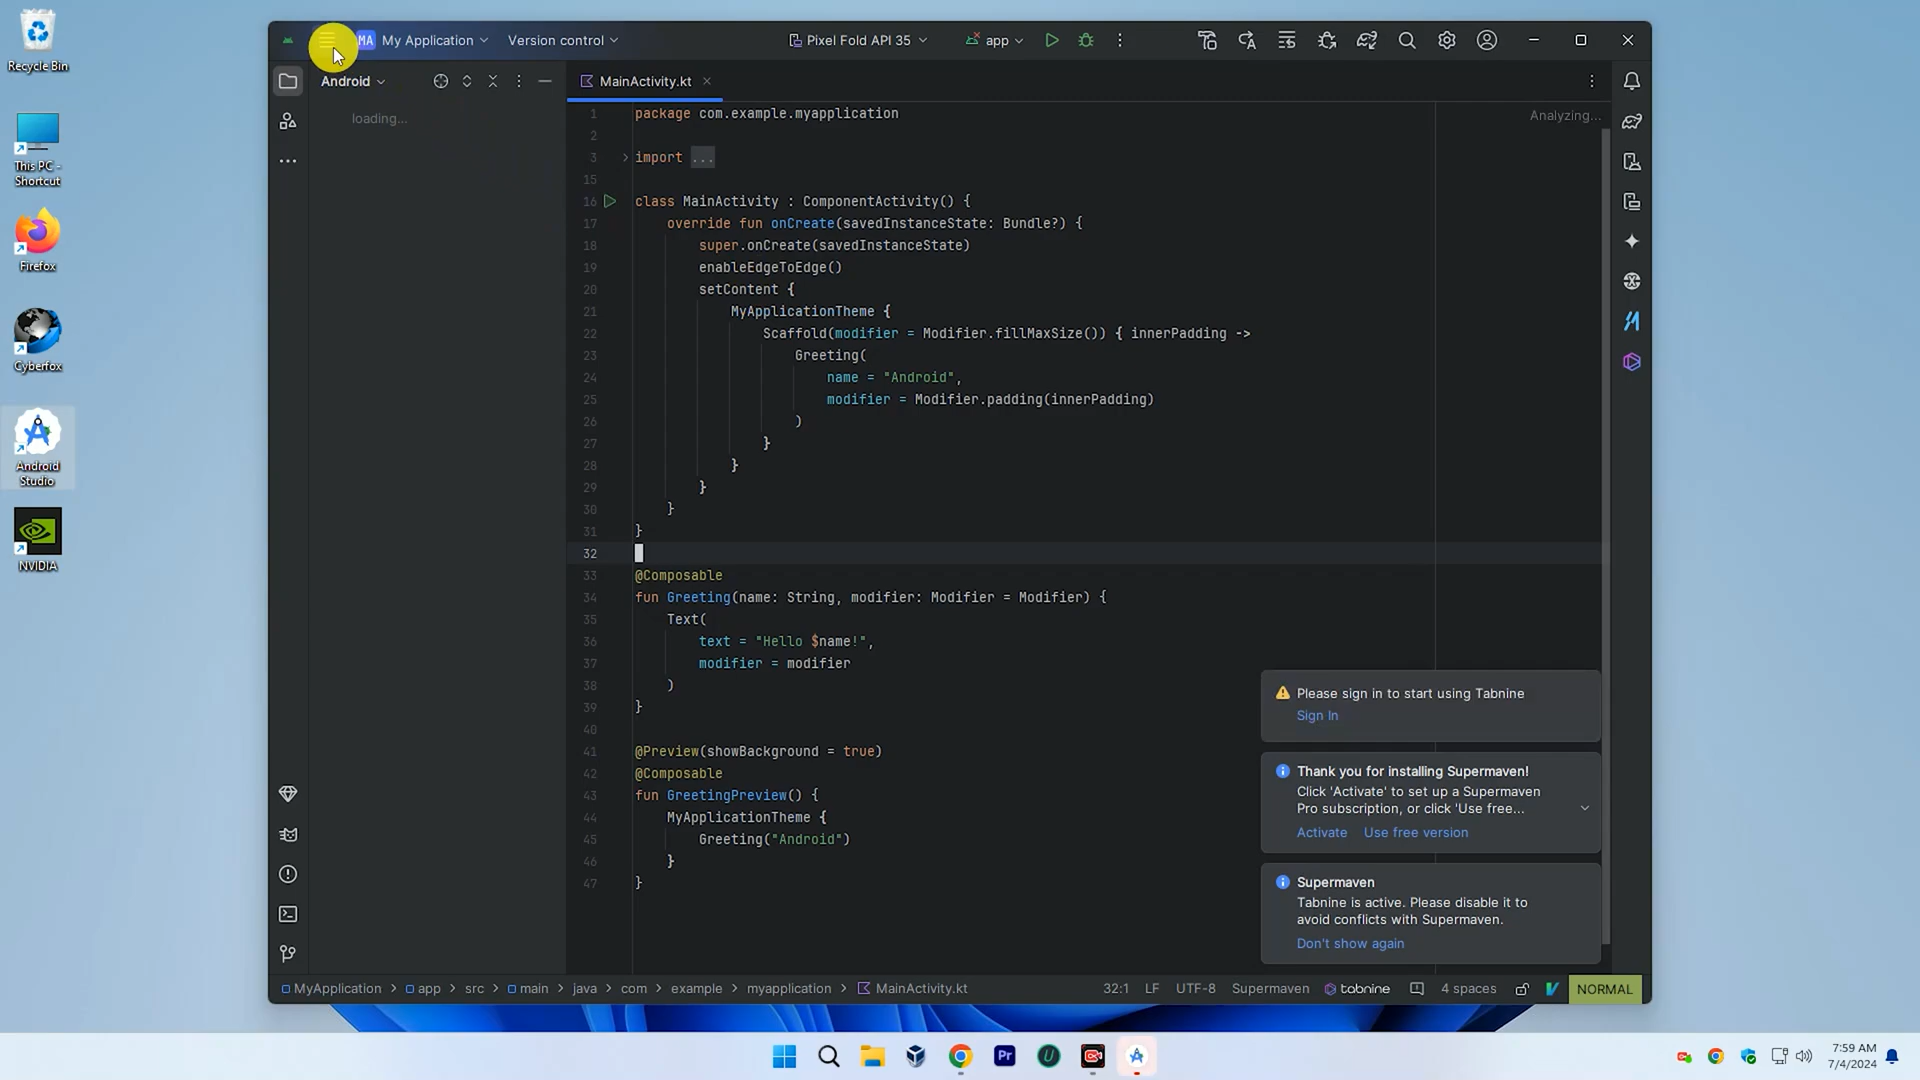 Recycle Bin
This PC -
Shortcut
Firefox
Cyberfox
Android
Studio
NVIDIA
MA My Application
Version control
Pixel Fold API 35
app
Android
MainActivity.kt
loading...
Analyzing...
1 package com.example.myapplication
2
3 import ...
15
16 class MainActivity : ComponentActivity() {
17 override fun onCreate(savedInstanceState: Bundle?) {
18 super.onCreate(savedInstanceState)
19 enableEdgeToEdge()
20 setContent {
21 MyApplicationTheme {
22 Scaffold(modifier = Modifier.fillMaxSize()) { innerPadding ->
23 Greeting(
24 name = "Android",
25 modifier = Modifier.padding(innerPadding)
26 )
27 }
28 }
29 }
30 }
31 }
32
33 @Composable
34 fun Greeting(name: String, modifier: Modifier = Modifier) {
35 Text(
36 text = "Hello $name!",
37 modifier = modifier
38 )
39 }
40
41 @Preview(showBackground = true)
42 @Composable
43 fun GreetingPreview() {
44 MyApplicationTheme {
45 Greeting("Android")
46 }
47 }
Please sign in to start using Tabnine
Sign In
Thank you for installing Supermaven!
Click 'Activate' to set up a Supermaven
Pro subscription, or click 'Use free...
Activate Use free version
Supermaven
Tabnine is active. Please disable it to
avoid conflicts with Supermaven.
Don't show again
MyApplication > app > src > main > java > com > example > myapplication > MainActivity.kt
32:1 LF UTF-8 Supermaven tabnine 4 spaces NORMAL
Pr
U
7:59 AM
7/4/2024